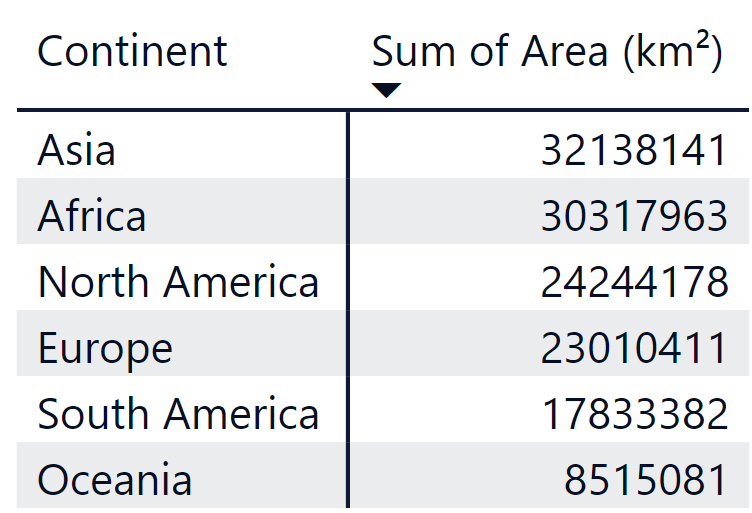 Continent Sum of Area (km²)
Asia 32138141
Africa 30317963
North America 24244178
Europe 23010411
South America 17833382
Oceania 8515081